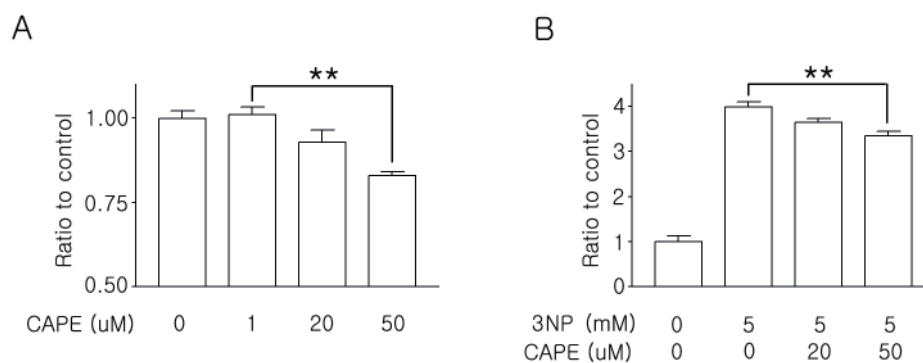 A
B
**
**
Ratio to control
1.00
0.75
0.50
CAPE (uM) 0 1 20 50
Ratio to control
4
3
2
1
0
3NP (mM) 0 5 5 5
CAPE (uM) 0 0 20 50